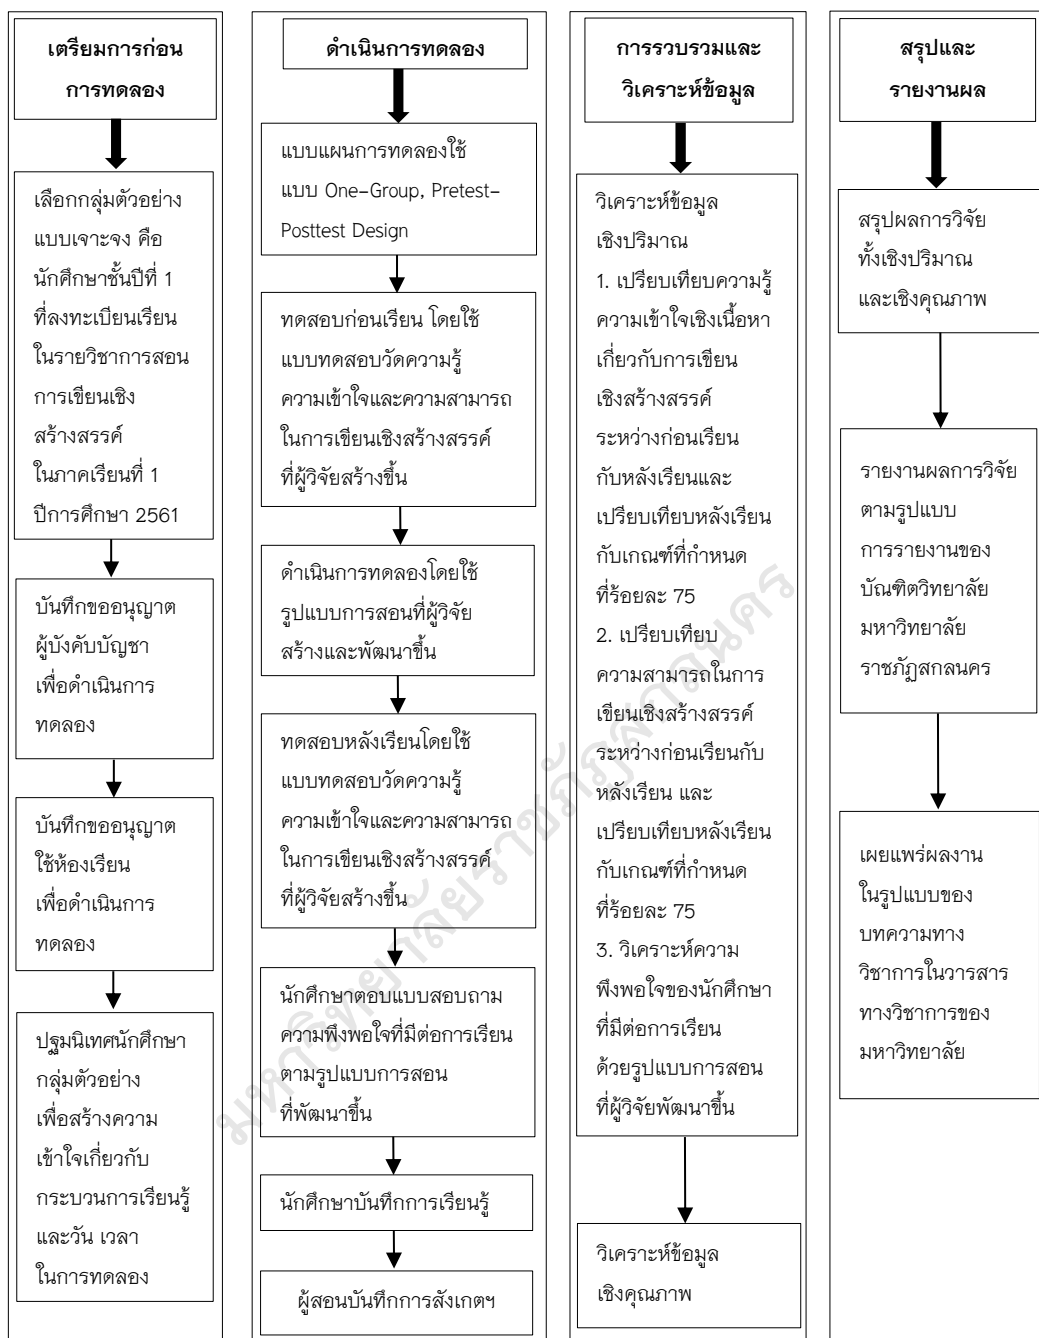 เตรียมการก่อน
การทดลอง
เลือกกลุ่มตัวอย่าง
แบบเจาะจง คือ
นักศึกษาชั้นปีที่ 1
ที่ลงทะเบียนเรียน
ในรายวิชาการสอน
การเขียนเชิง
สร้างสรรค์
ในภาคเรียนที่ 1
ปีการศึกษา 2561
บันทึกขออนุญาต
ผู้บังคับบัญชา
เพื่อดำเนินการ
ทดลอง
บันทึกขออนุญาต
ใช้ห้องเรียน
เพื่อดำเนินการ
ทดลอง
ปฐมนิเทศนักศึกษา
กลุ่มตัวอย่าง
เพื่อสร้างความ
เข้าใจเกี่ยวกับ
กระบวนการเรียนรู้
และวัน เวลา
ในการทดลอง
ดำเนินการทดลอง
แบบแผนการทดลองใช้
แบบ One-Group, Pretest-
Posttest Design
ทดสอบก่อนเรียน โดยใช้
แบบทดสอบวัดความรู้
ความเข้าใจและความสามารถ
ในการเขียนเชิงสร้างสรรค์
ที่ผู้วิจัยสร้างขึ้น
ดำเนินการทดลองโดยใช้
รูปแบบการสอนที่ผู้วิจัย
สร้างและพัฒนาขึ้น
ทดสอบหลังเรียนโดยใช้
แบบทดสอบวัดความรู้
ความเข้าใจและความสามารถ
ในการเขียนเชิงสร้างสรรค์
ที่ผู้วิจัยสร้างขึ้น
นักศึกษาตอบแบบสอบถาม
ความพึงพอใจที่มีต่อการเรียน
ตามรูปแบบการสอน
ที่พัฒนาขึ้น
นักศึกษาบันทึกการเรียนรู้
ผู้สอนบันทึกการสังเกตฯ
การรวบรวมและ
วิเคราะห์ข้อมูล
วิเคราะห์ข้อมูล
เชิงปริมาณ
1. เปรียบเทียบความรู้
ความเข้าใจเชิงเนื้อหา
เกี่ยวกับการเขียน
เชิงสร้างสรรค์
ระหว่างก่อนเรียน
กับหลังเรียนและ
เปรียบเทียบหลังเรียน
กับเกณฑ์ที่กำหนด
ที่ร้อยละ 75
2. เปรียบเทียบ
ความสามารถในการ
เขียนเชิงสร้างสรรค์
ระหว่างก่อนเรียนกับ
หลังเรียน และ
เปรียบเทียบหลังเรียน
กับเกณฑ์ที่กำหนด
ที่ร้อยละ 75
3. วิเคราะห์ความ
พึงพอใจของนักศึกษา
ที่มีต่อการเรียน
ด้วยรูปแบบการสอน
ที่ผู้วิจัยพัฒนาขึ้น
วิเคราะห์ข้อมูล
เชิงคุณภาพ
สรุปและ
รายงานผล
สรุปผลการวิจัย
ทั้งเชิงปริมาณ
และเชิงคุณภาพ
รายงานผลการวิจัย
ตามรูปแบบ
การรายงานของ
บัณฑิตวิทยาลัย
มหาวิทยาลัย
ราชภัฏสกลนคร
เผยแพร่ผลงาน
ในรูปแบบของ
บทความทาง
วิชาการในวารสาร
ทางวิชาการของ
มหาวิทยาลัย
มหาวิทยาลัยราชภัฏสกลนคร